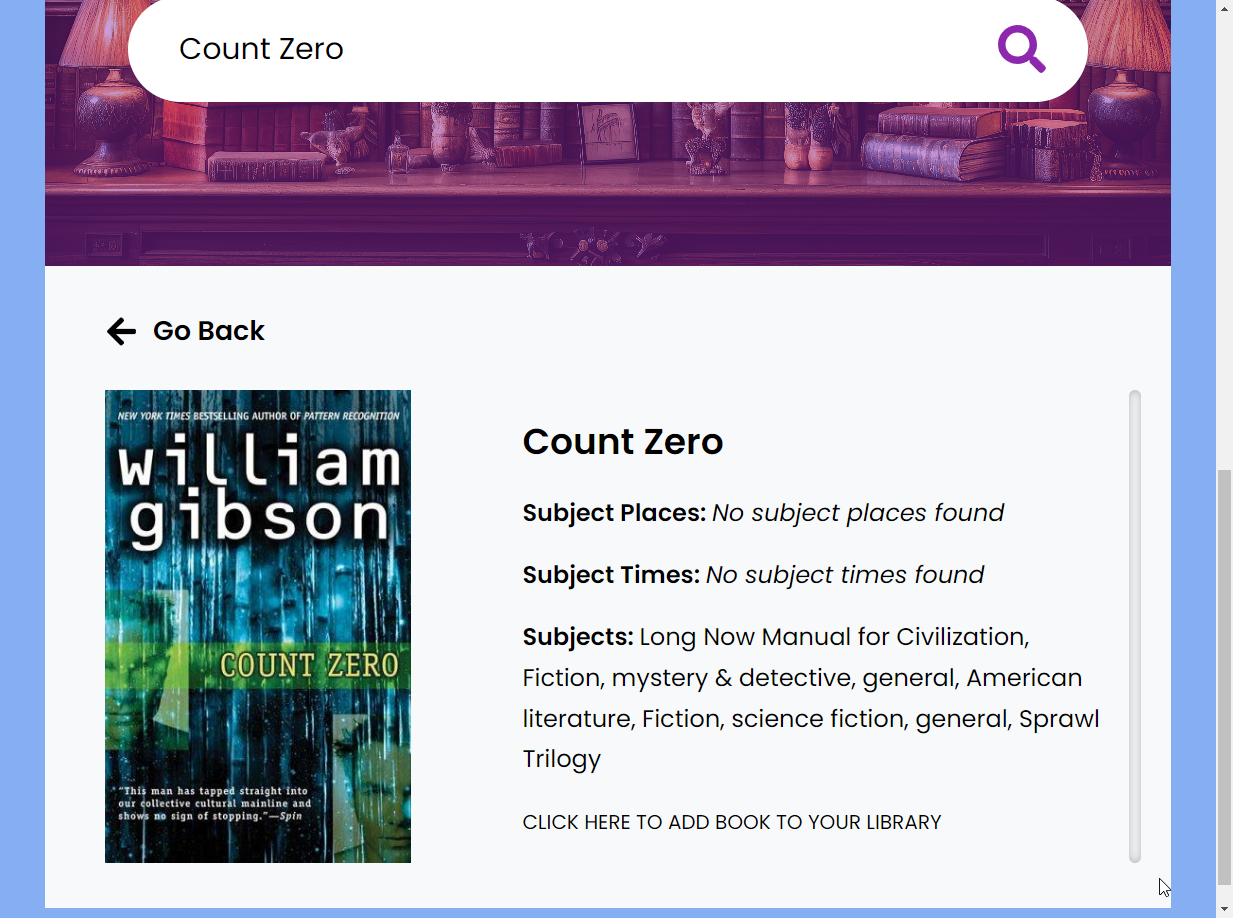 Count Zero
Go Back
NEW YORK TIMES BESTSELLING AUTHOR OF PATTERN RECOGNITION
william
gibson
COUNT ZERO
“This man has tapped straight into
our collective cultural mainline and
shows no sign of stopping.”—Spin
Count Zero
Subject Places: No subject places found
Subject Times: No subject times found
Subjects: Long Now Manual for Civilization,
Fiction, mystery & detective, general, American
literature, Fiction, science fiction, general, Sprawl
Trilogy
CLICK HERE TO ADD BOOK TO YOUR LIBRARY